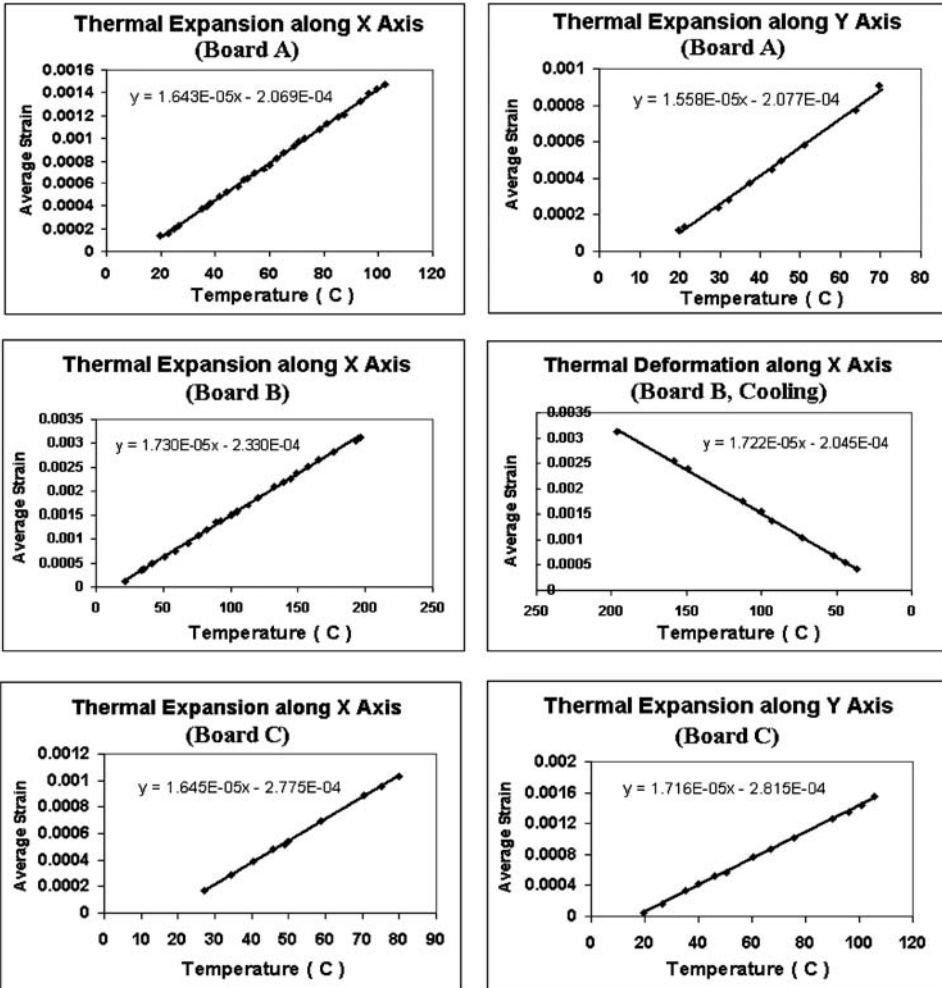 Thermal Expansion along X Axis
(Board A)
y = 1.643E-05x - 2.069E-04
Average Strain
0.0016
0.0014
0.0012
0.001
0.0008
0.0006
0.0004
0.0002
0
0 20 40 60 80 100 120
Temperature ( C )
Thermal Expansion along Y Axis
(Board A)
y = 1.558E-05x - 2.077E-04
Average Strain
0.001
0.0008
0.0006
0.0004
0.0002
0
0 10 20 30 40 50 60 70 80
Temperature ( C )
Thermal Expansion along X Axis
(Board B)
y = 1.730E-05x - 2.330E-04
Average Strain
0.0035
0.003
0.0025
0.002
0.0015
0.001
0.0005
0
0 50 100 150 200 250
Temperature ( C )
Thermal Deformation along X Axis
(Board B, Cooling)
y = 1.722E-05x - 2.045E-04
Average Strain
0.0035
0.003
0.0025
0.002
0.0015
0.001
0.0005
0
250 200 150 100 50 0
Temperature ( C )
Thermal Expansion along X Axis
(Board C)
y = 1.645E-05x - 2.775E-04
Average Strain
0.0012
0.001
0.0008
0.0006
0.0004
0.0002
0
0 10 20 30 40 50 60 70 80 90
Temperature ( C )
Thermal Expansion along Y Axis
(Board C)
y = 1.716E-05x - 2.815E-04
Average Strain
0.002
0.0016
0.0012
0.0008
0.0004
0
0 20 40 60 80 100 120
Temperature ( C )